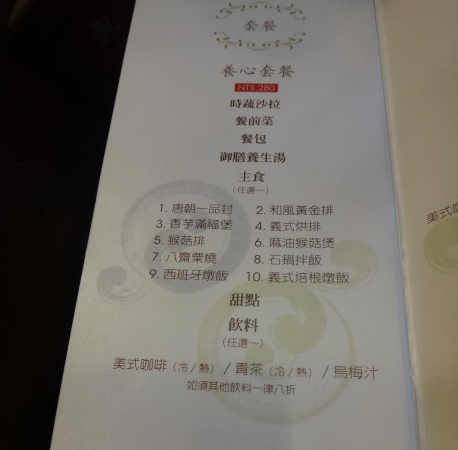 套餐
養心套餐
NT$ 280
時蔬沙拉
餐前菜
餐包
御膳養生湯
主食
(任選一)
1. 唐朝一品封 2. 和風黃金排
3. 香芋滿福堡 4. 義式烘排
5. 猴菇排 6. 麻油猴菇煲
7. 八齋粟燒 8. 石鍋拌飯
9. 西班牙燉飯 10. 義式培根燉飯
甜點
飲料
(任選一)
美式咖啡 (冷/熱) / 青茶 (冷/熱) / 烏梅汁
如須其他飲料一律八折
美式